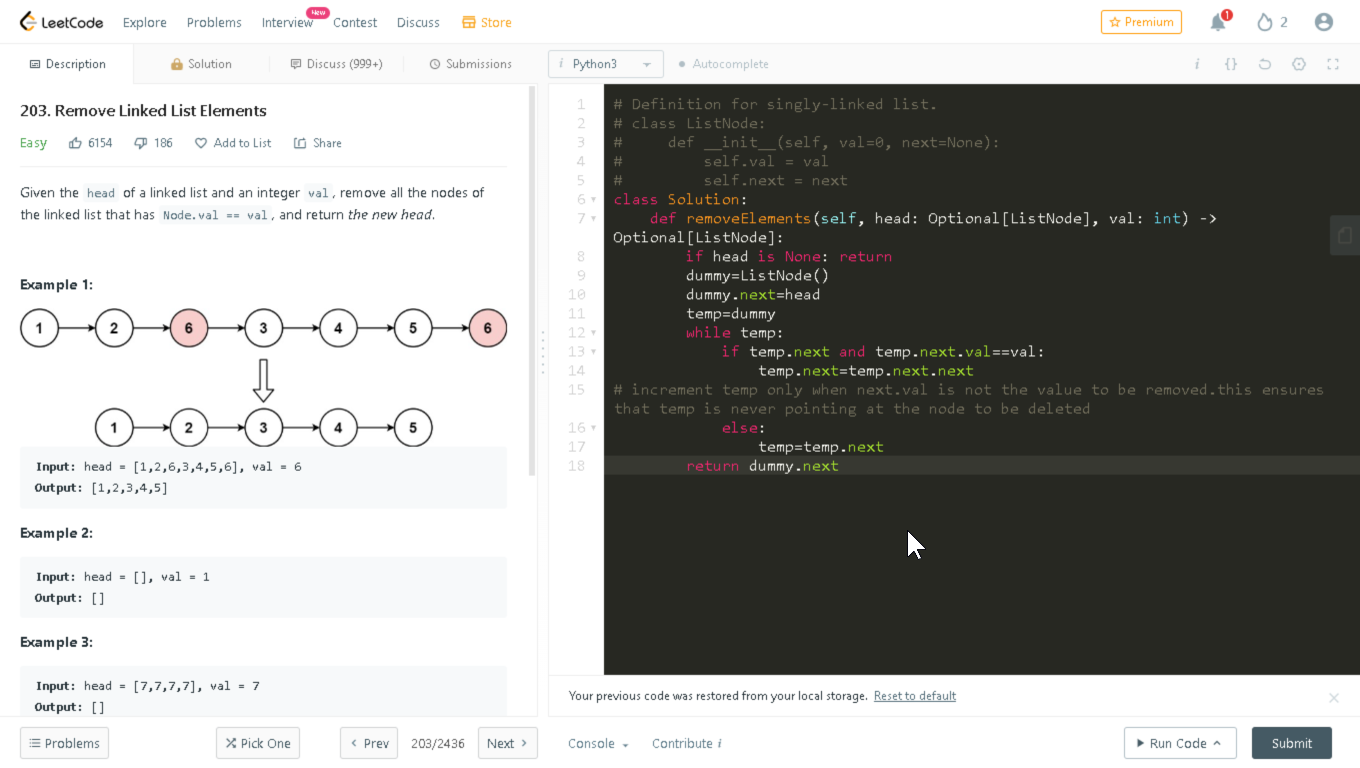 LeetCode Explore Problems Interview New Contest Discuss Store Premium 1 2
Description Solution Discuss (999+) Submissions
i Python3 Autocomplete i {}
203. Remove Linked List Elements
Easy 6154 186 Add to List Share
Given the head of a linked list and an integer val, remove all the nodes of
the linked list that has Node.val == val, and return the new head.
Example 1:
1 2 6 3 4 5 6
1 2 3 4 5
Input: head = [1,2,6,3,4,5,6], val = 6
Output: [1,2,3,4,5]
Example 2:
Input: head = [], val = 1
Output: []
Example 3:
Input: head = [7,7,7,7], val = 7
Output: []
1 # Definition for singly-linked list.
2 # class ListNode:
3 #     def __init__(self, val=0, next=None):
4 #         self.val = val
5 #         self.next = next
6 class Solution:
7     def removeElements(self, head: Optional[ListNode], val: int) ->
Optional[ListNode]:
8         if head is None: return
9         dummy=ListNode()
10         dummy.next=head
11         temp=dummy
12         while temp:
13             if temp.next and temp.next.val==val:
14                 temp.next=temp.next.next
15 # increment temp only when next.val is not the value to be removed.this ensures
that temp is never pointing at the node to be deleted
16             else:
17                 temp=temp.next
18         return dummy.next
Your previous code was restored from your local storage. Reset to default
Problems Pick One Prev 203/2436 Next
Console Contribute i Run Code Submit